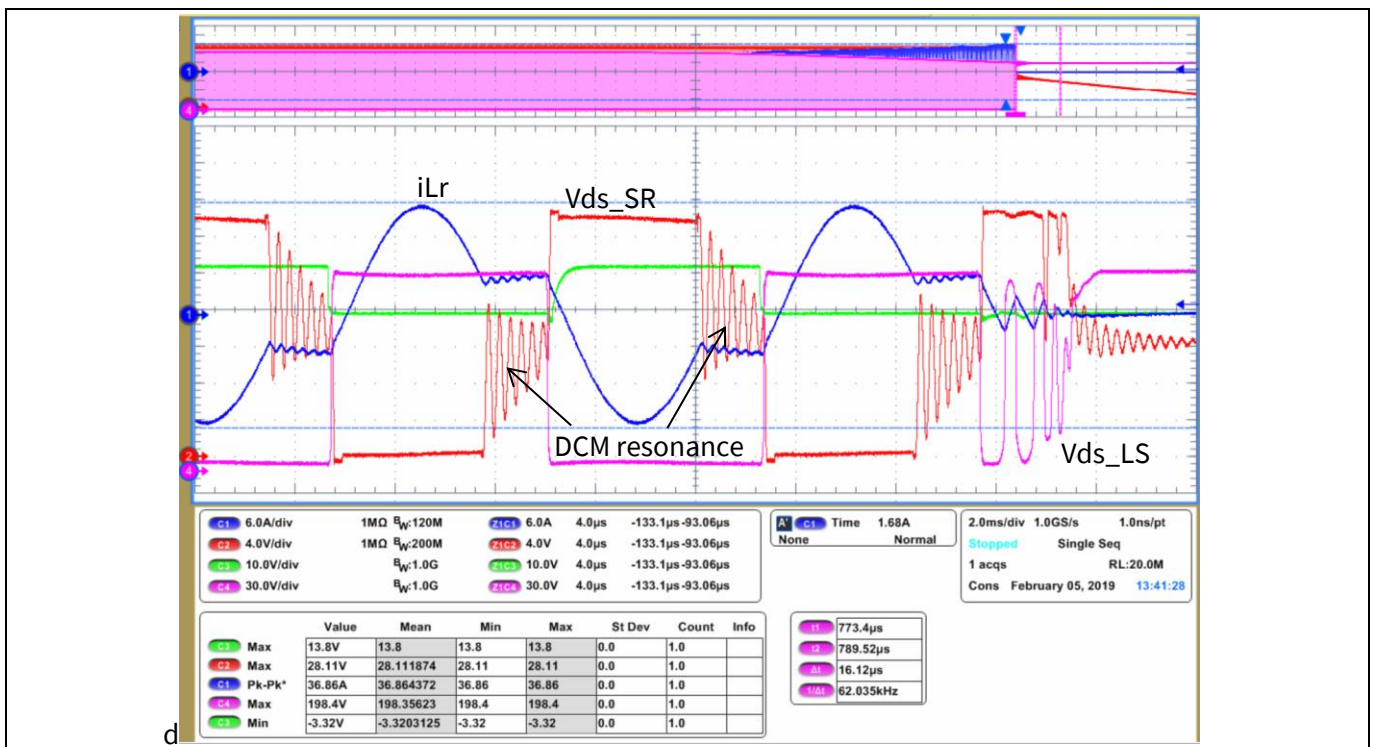 1
4
iLr
Vds_SR
1
DCM resonance
Vds_LS
2
4
C1 6.0A/div 1MΩ BW:120M Z1C1 6.0A 4.0µs -133.1µs -93.06µs
C2 4.0V/div 1MΩ BW:200M Z1C2 4.0V 4.0µs -133.1µs -93.06µs
C3 10.0V/div BW:1.0G Z1C3 10.0V 4.0µs -133.1µs -93.06µs
C4 30.0V/div BW:1.0G Z1C4 30.0V 4.0µs -133.1µs -93.06µs
A' C1 Time 1.68A
None Normal
2.0ms/div 1.0GS/s 1.0ns/pt
Stopped Single Seq
1 acqs RL:20.0M
Cons February 05, 2019 13:41:28
Value Mean Min Max St Dev Count Info
C3 Max 13.8V 13.8 13.8 13.8 0.0 1.0
C2 Max 28.11V 28.111874 28.11 28.11 0.0 1.0
C1 Pk-Pk* 36.86A 36.864372 36.86 36.86 0.0 1.0
C4 Max 198.4V 198.35623 198.4 198.4 0.0 1.0
C3 Min -3.32V -3.3203125 -3.32 -3.32 0.0 1.0
t1 773.4µs
t2 789.52µs
Δt 16.12µs
1/Δt 62.035kHz
d